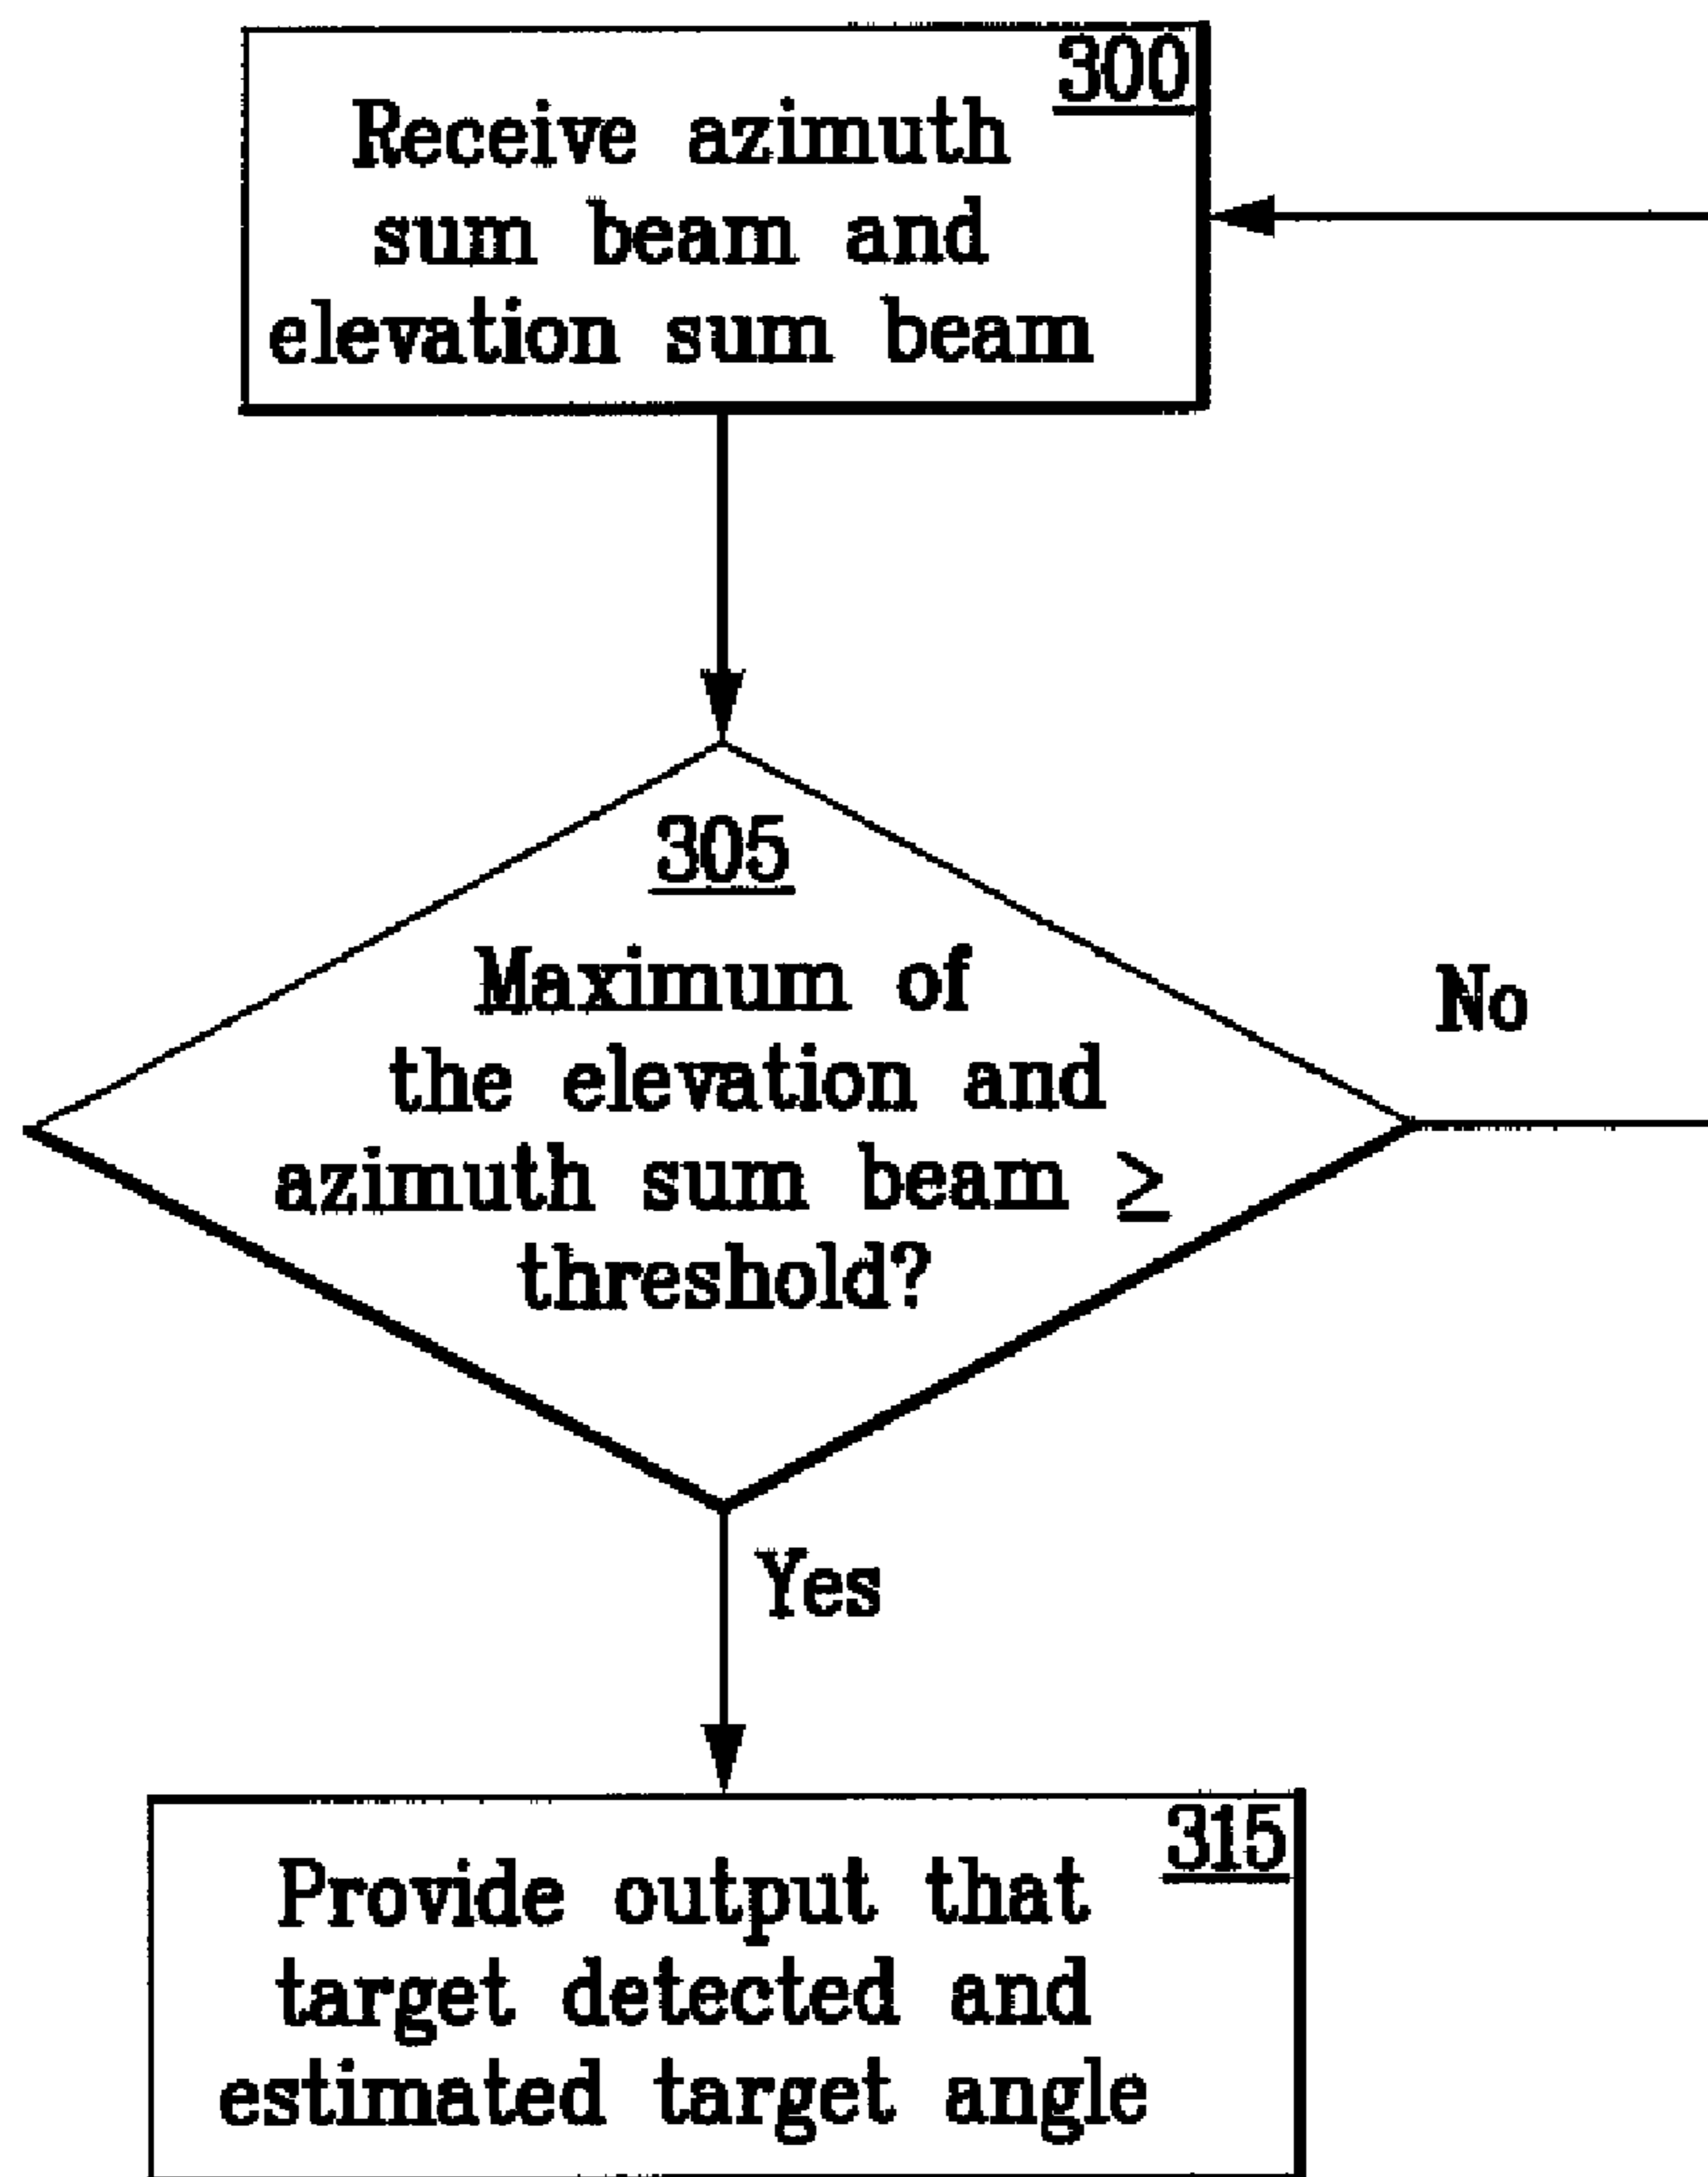 300
Receive azimuth
sum beam and
elevation sum beam
305
Maximum of
the elevation and
azimuth sum beam ≥
threshold?
No
Yes
315
Provide output that
target detected and
estimated target angle